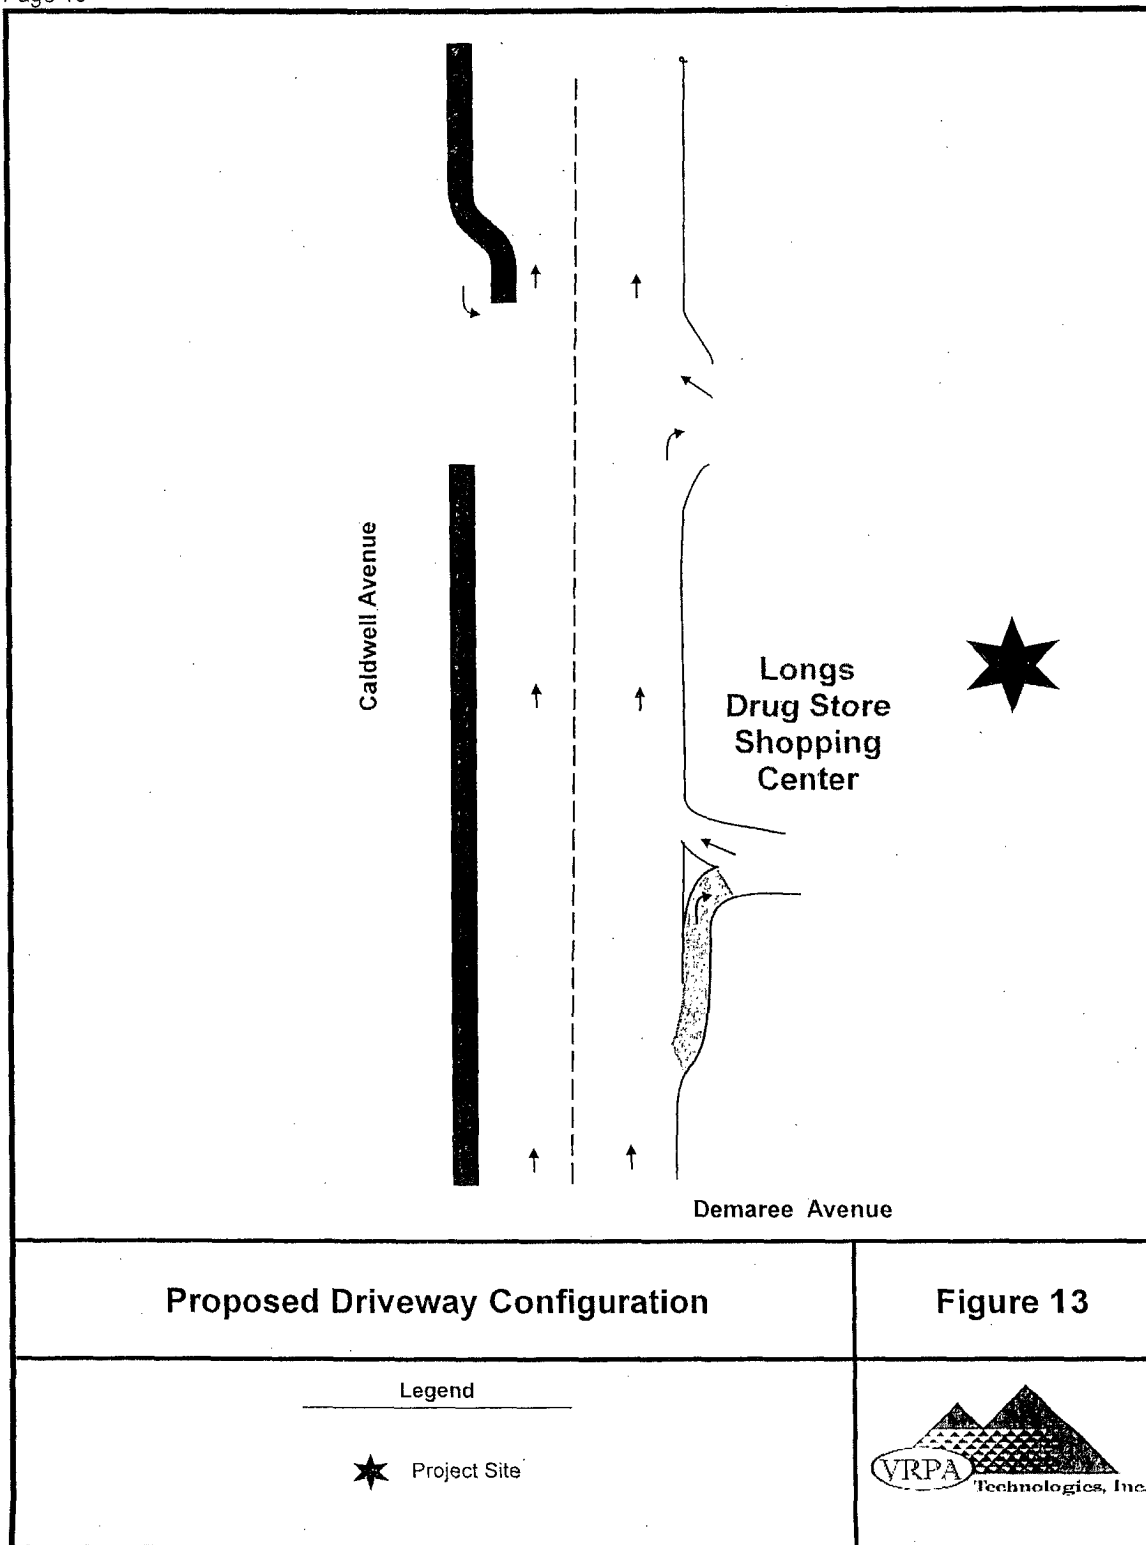 Caldwell Avenue
Longs
Drug Store
Shopping
Center
Demaree Avenue
Proposed Driveway Configuration
Figure 13
Legend
Project Site
VRPA
Technologies, Inc.